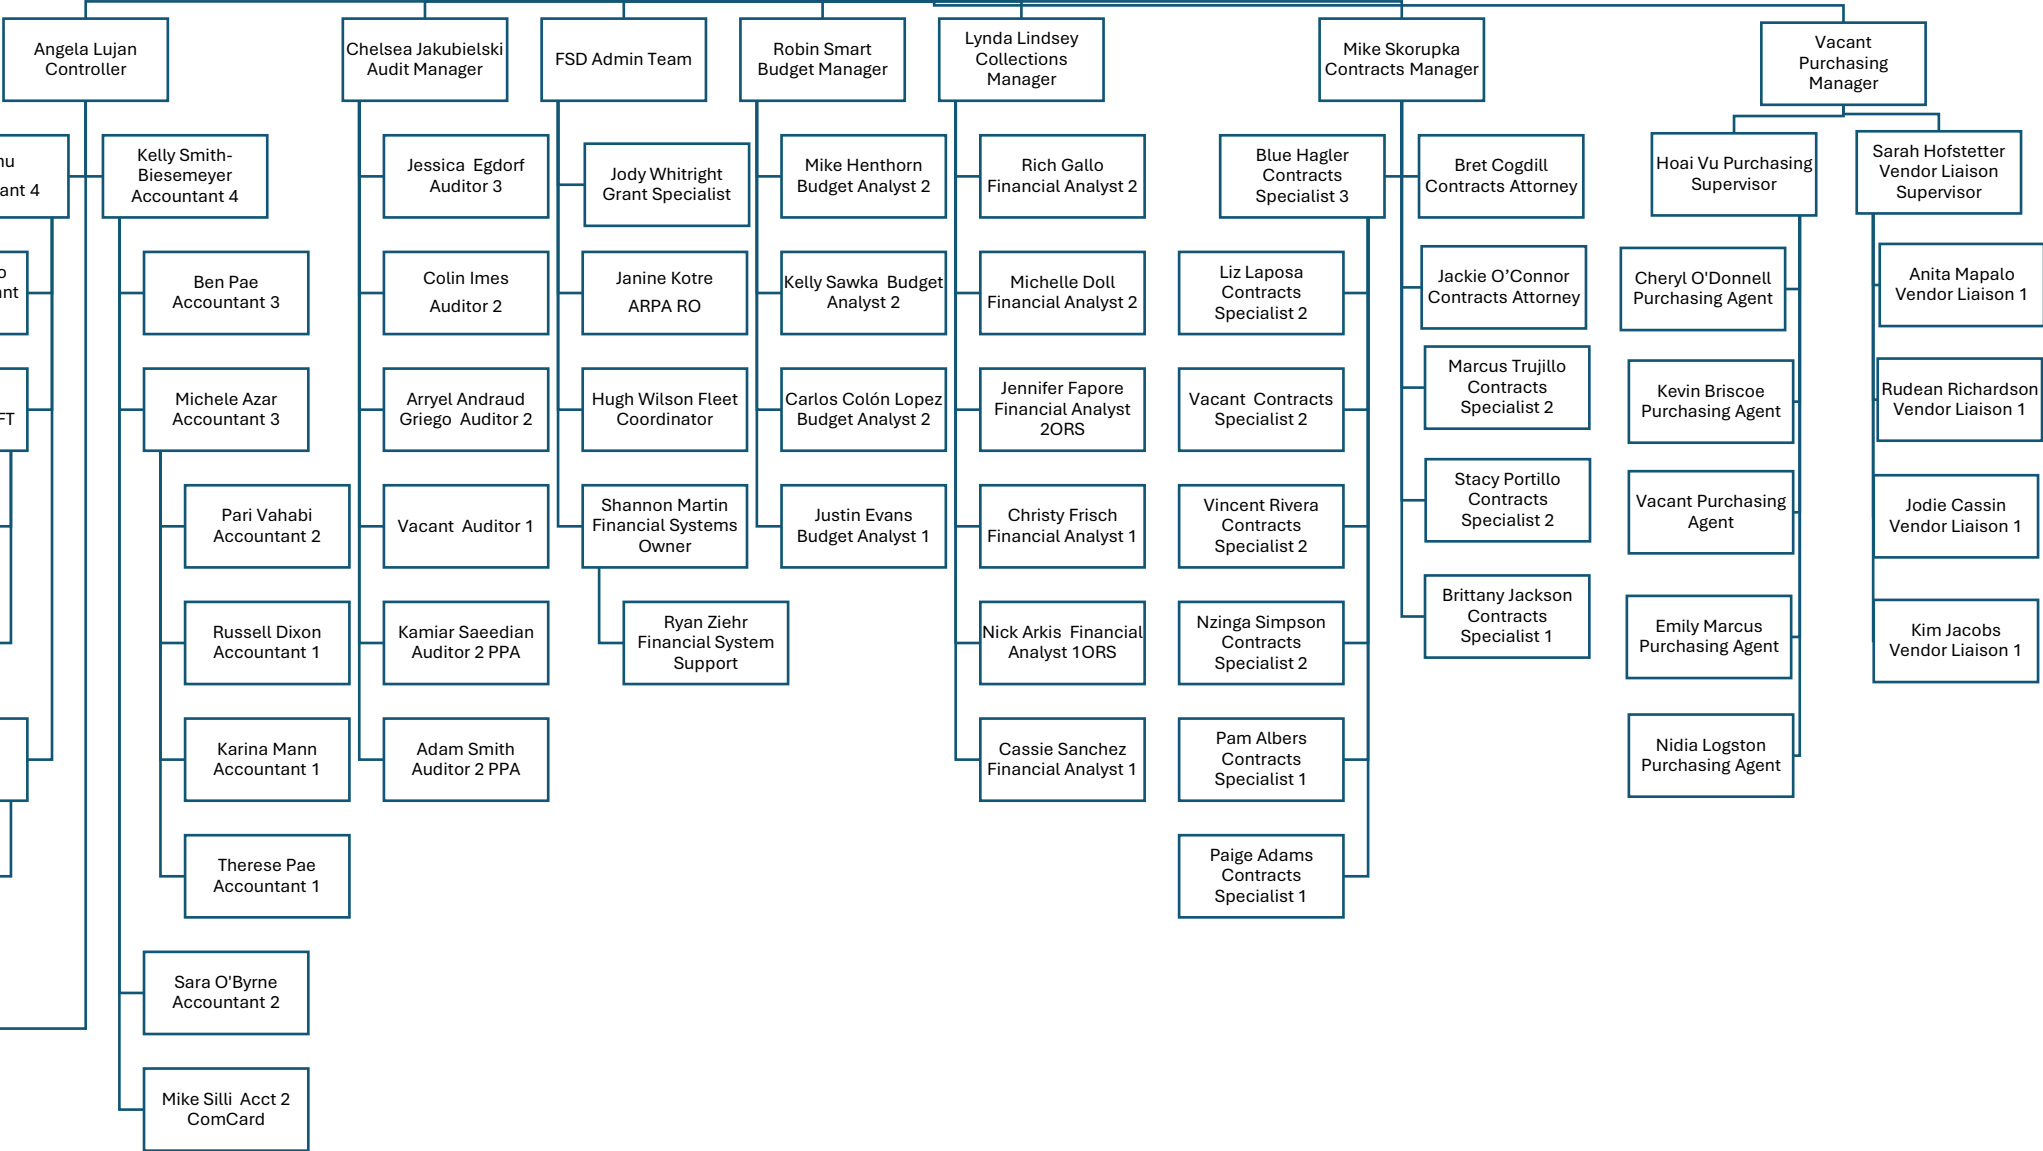 Angela Lujan
Controller
Chelsea Jakubielski
Audit Manager
FSD Admin Team
Robin Smart
Budget Manager
Lynda Lindsey
Collections
Manager
Mike Skorupka
Contracts Manager
Vacant
Purchasing
Manager
ant 4
Kelly Smith-
Biesemeyer
Accountant 4
Ben Pae
Accountant 3
Michele Azar
Accountant 3
FT
Pari Vahabi
Accountant 2
Russell Dixon
Accountant 1
Karina Mann
Accountant 1
Therese Pae
Accountant 1
Sara O'Byrne
Accountant 2
Mike Silli  Acct 2
ComCard
Jessica  Egdorf
Auditor 3
Colin Imes
Auditor 2
Arryel Andraud
Griego  Auditor 2
Vacant  Auditor 1
Kamiar Saeedian
Auditor 2 PPA
Adam Smith
Auditor 2 PPA
Jody Whitright
Grant Specialist
Janine Kotre
ARPA RO
Hugh Wilson Fleet
Coordinator
Shannon Martin
Financial Systems
Owner
Ryan Ziehr
Financial System
Support
Mike Henthorn
Budget Analyst 2
Kelly Sawka  Budget
Analyst 2
Carlos Colón Lopez
Budget Analyst 2
Justin Evans
Budget Analyst 1
Rich Gallo
Financial Analyst 2
Michelle Doll
Financial Analyst 2
Jennifer Fapore
Financial Analyst
2ORS
Christy Frisch
Financial Analyst 1
Nick Arkis  Financial
Analyst 1ORS
Cassie Sanchez
Financial Analyst 1
Blue Hagler
Contracts
Specialist 3
Liz Laposa
Contracts
Specialist 2
Vacant  Contracts
Specialist 2
Vincent Rivera
Contracts
Specialist 2
Nzinga Simpson
Contracts
Specialist 2
Pam Albers
Contracts
Specialist 1
Paige Adams
Contracts
Specialist 1
Bret Cogdill
Contracts Attorney
Jackie O’Connor
Contracts Attorney
Marcus Trujillo
Contracts
Specialist 2
Stacy Portillo
Contracts
Specialist 2
Brittany Jackson
Contracts
Specialist 1
Hoai Vu Purchasing
Supervisor
Cheryl O'Donnell
Purchasing Agent
Kevin Briscoe
Purchasing Agent
Vacant Purchasing
Agent
Emily Marcus
Purchasing Agent
Nidia Logston
Purchasing Agent
Sarah Hofstetter
Vendor Liaison
Supervisor
Anita Mapalo
Vendor Liaison 1
Rudean Richardson
Vendor Liaison 1
Jodie Cassin
Vendor Liaison 1
Kim Jacobs
Vendor Liaison 1